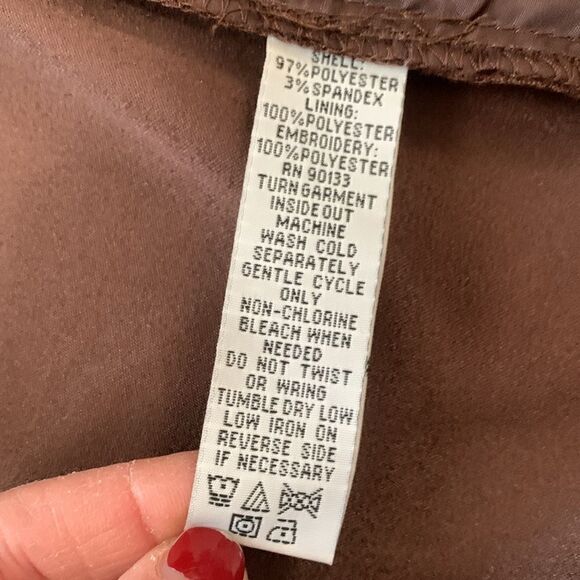 SHELL:
97%POLYESTER
3%SPANDEX
LINING:
100%POLYESTER
EMBROIDERY:
100%POLYESTER
RN 90133
TURN GARMENT
INSIDE OUT
MACHINE
WASH COLD
SEPARATELY
GENTLE CYCLE
ONLY
NON-CHLORINE
BLEACH WHEN
NEEDED
DO NOT TWIST
OR WRING
TUMBLE DRY LOW
LOW IRON ON
REVERSE SIDE
IF NECESSARY